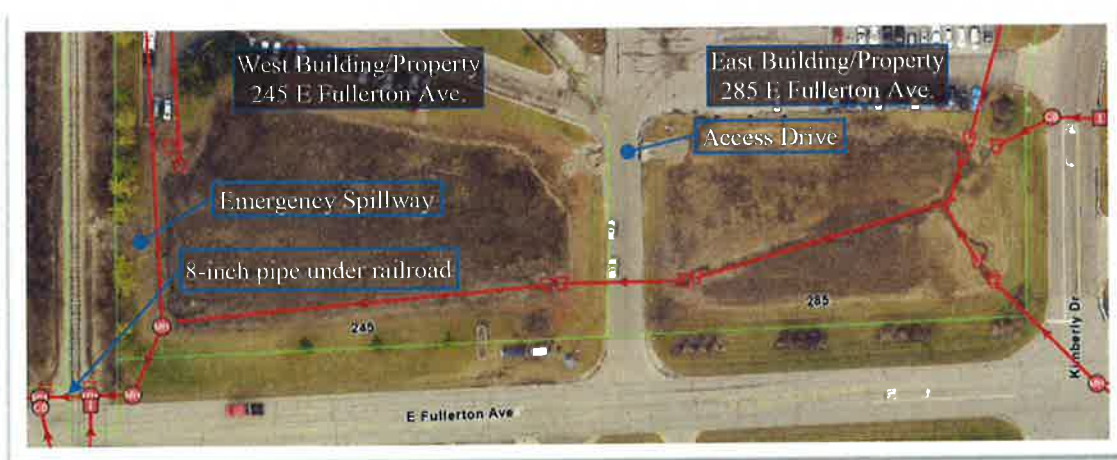 West Building/Property
245 E Fullerton Ave.
East Building/Property
285 E Fullerton Ave.
Access Drive
Emergency Spillway
8-inch pipe under railroad
245
285
Kimberly Dr
E Fullerton Ave